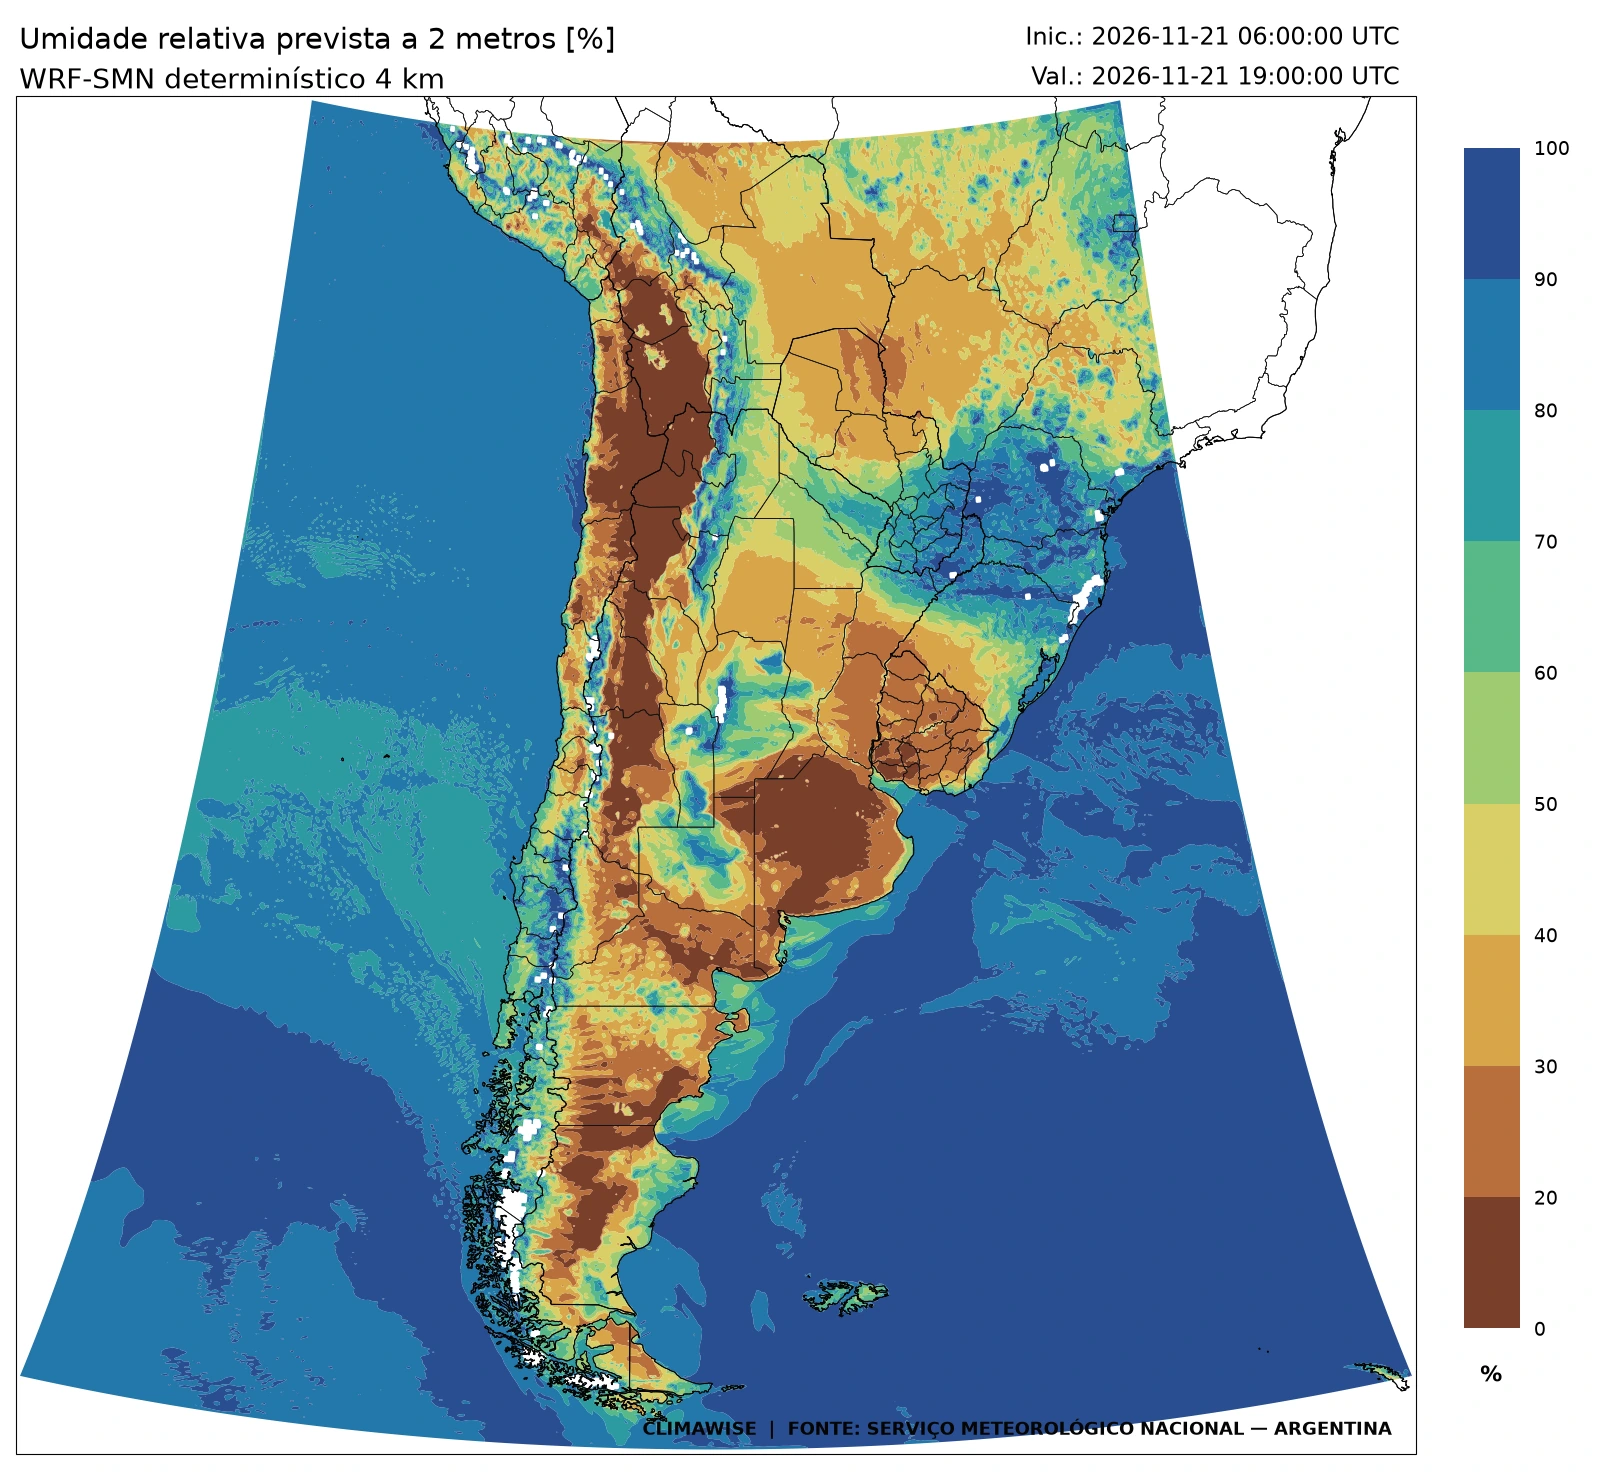 Umidade relativa prevista a 2 metros [%]
WRF-SMN determinístico 4 km
Inic.: 2026-11-21 06:00:00 UTC
Val.: 2026-11-21 19:00:00 UTC
100
90
80
70
60
50
40
30
20
0
%
CLIMAWISE | FONTE: SERVIÇO METEOROLÓGICO NACIONAL — ARGENTINA